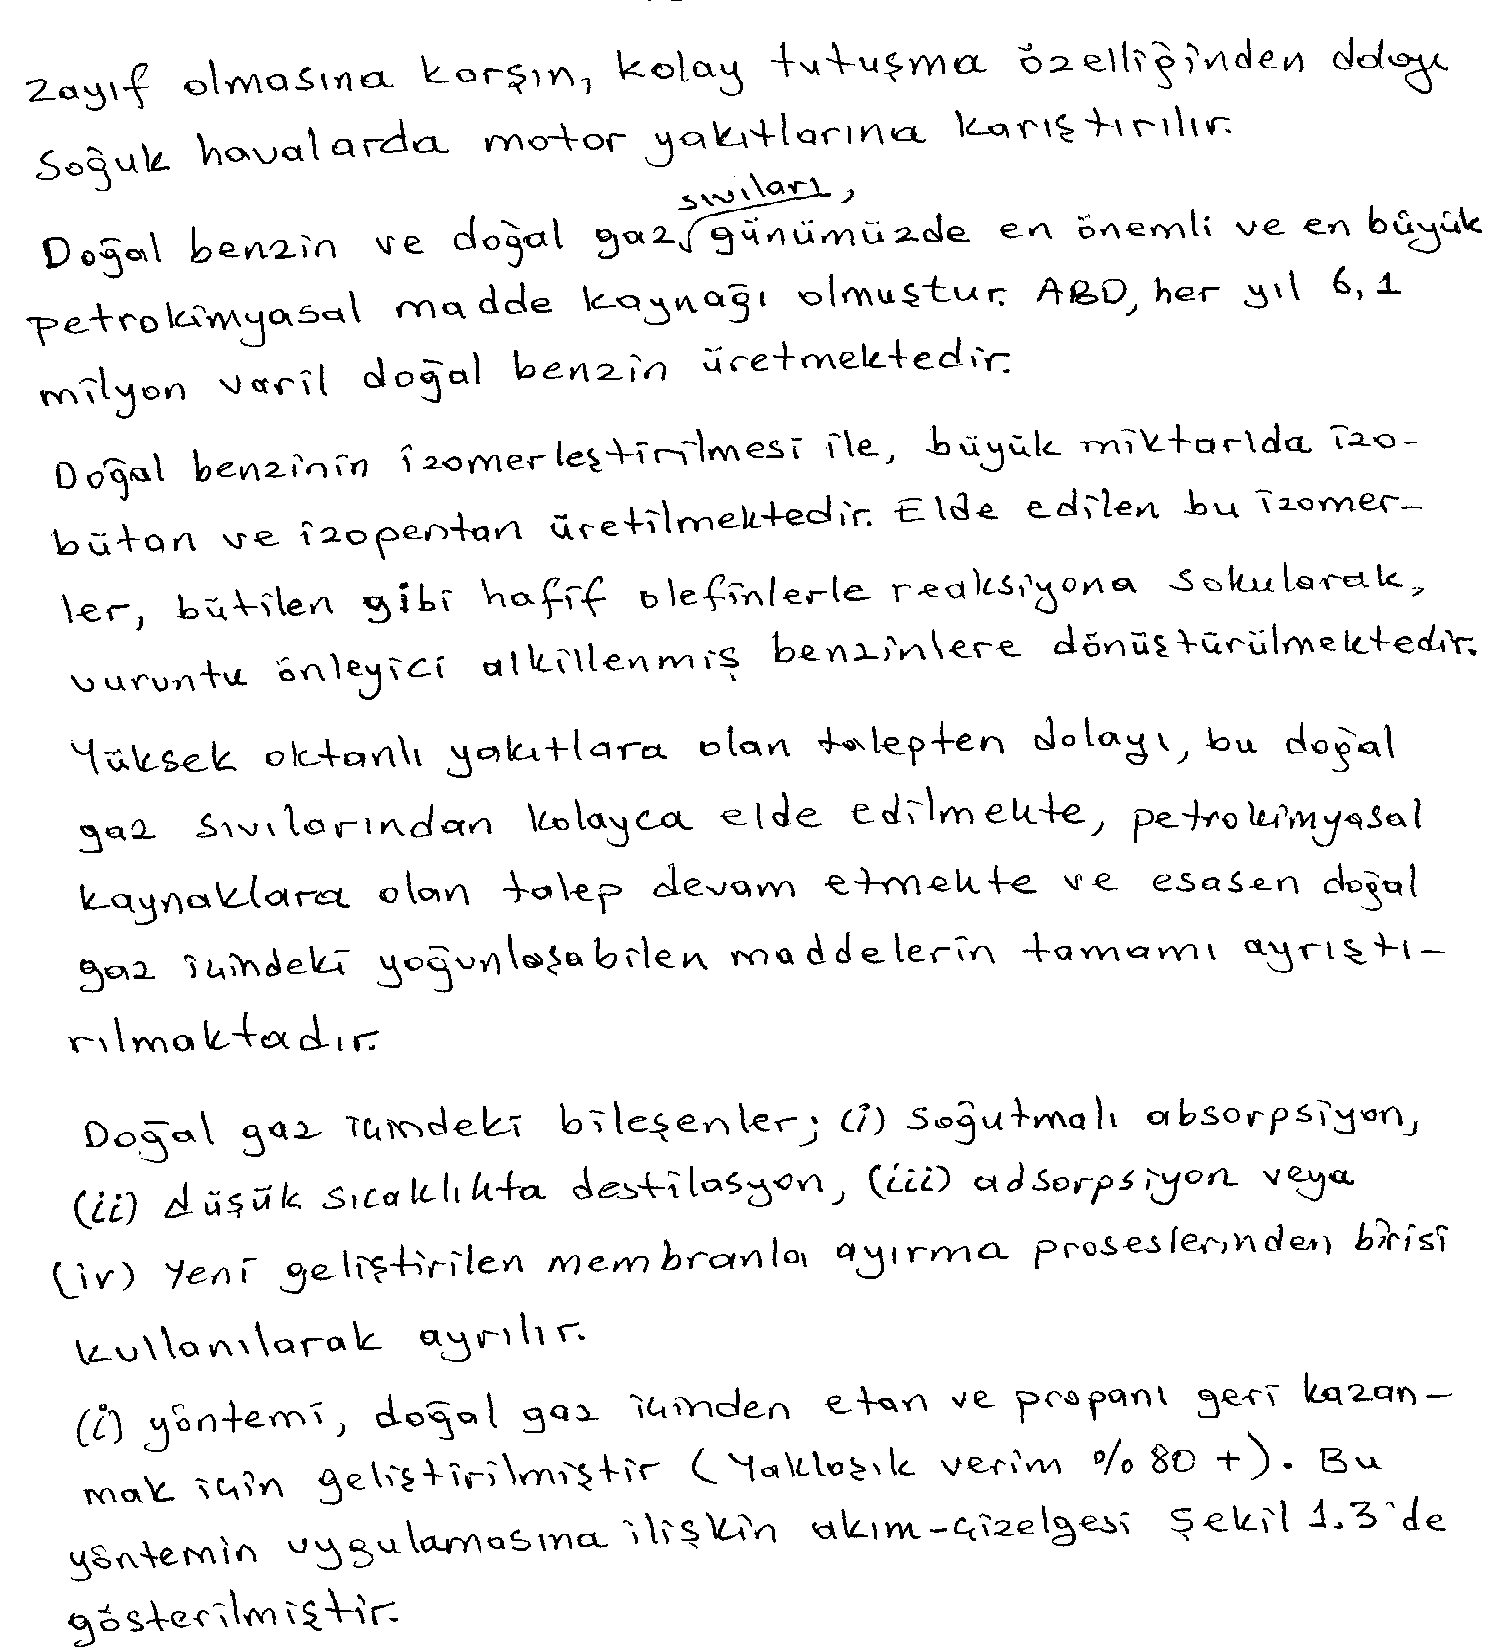 zayıf olmasına karşın, kolay tutuşma özelliğinden dolayı
Soğuk havalarda motor yakıtlarına karıştırılır.
sıvıları,
Doğal benzin ve doğal gaz√günümüzde en önemli ve en büyük
petrokimyasal madde kaynağı olmuştur. ABD, her yıl 6,1
milyon varil doğal benzin üretmektedir.
Doğal benzinin izomerleştirilmesi ile, büyük miktarlda izo-
bütan ve izopentan üretilmektedir. Elde edilen bu izomer-
ler, bütilen gibi hafif olefinlerle reaksiyona sokularak,
vuruntu önleyici alkillenmiş benzinlere dönüştürülmektedir.
Yüksek oktanlı yakıtlara olan talepten dolayı, bu doğal
gaz sıvılarından kolayca elde edilmekte, petrokimyasal
kaynaklara olan talep devam etmekte ve esasen doğal
gaz içindeki yoğunlaşabilen maddelerin tamamı ayrıştı-
rılmaktadır.
Doğal gaz içindeki bileşenler; (i) soğutmalı absorpsiyon,
(ii) düşük sıcaklıkta destilasyon, (iii) adsorpsiyon veya
(iv) Yeni geliştirilen membranla ayırma proseslerinden birisi
kullanılarak ayrılır.
(i) yöntemi, doğal gaz içinden etan ve propanı geri kazan-
mak için geliştirilmiştir (Yaklaşık verim % 80 +). Bu
yöntemin uygulamasına ilişkin akım-çizelgesi Şekil 1.3'de
gösterilmiştir.